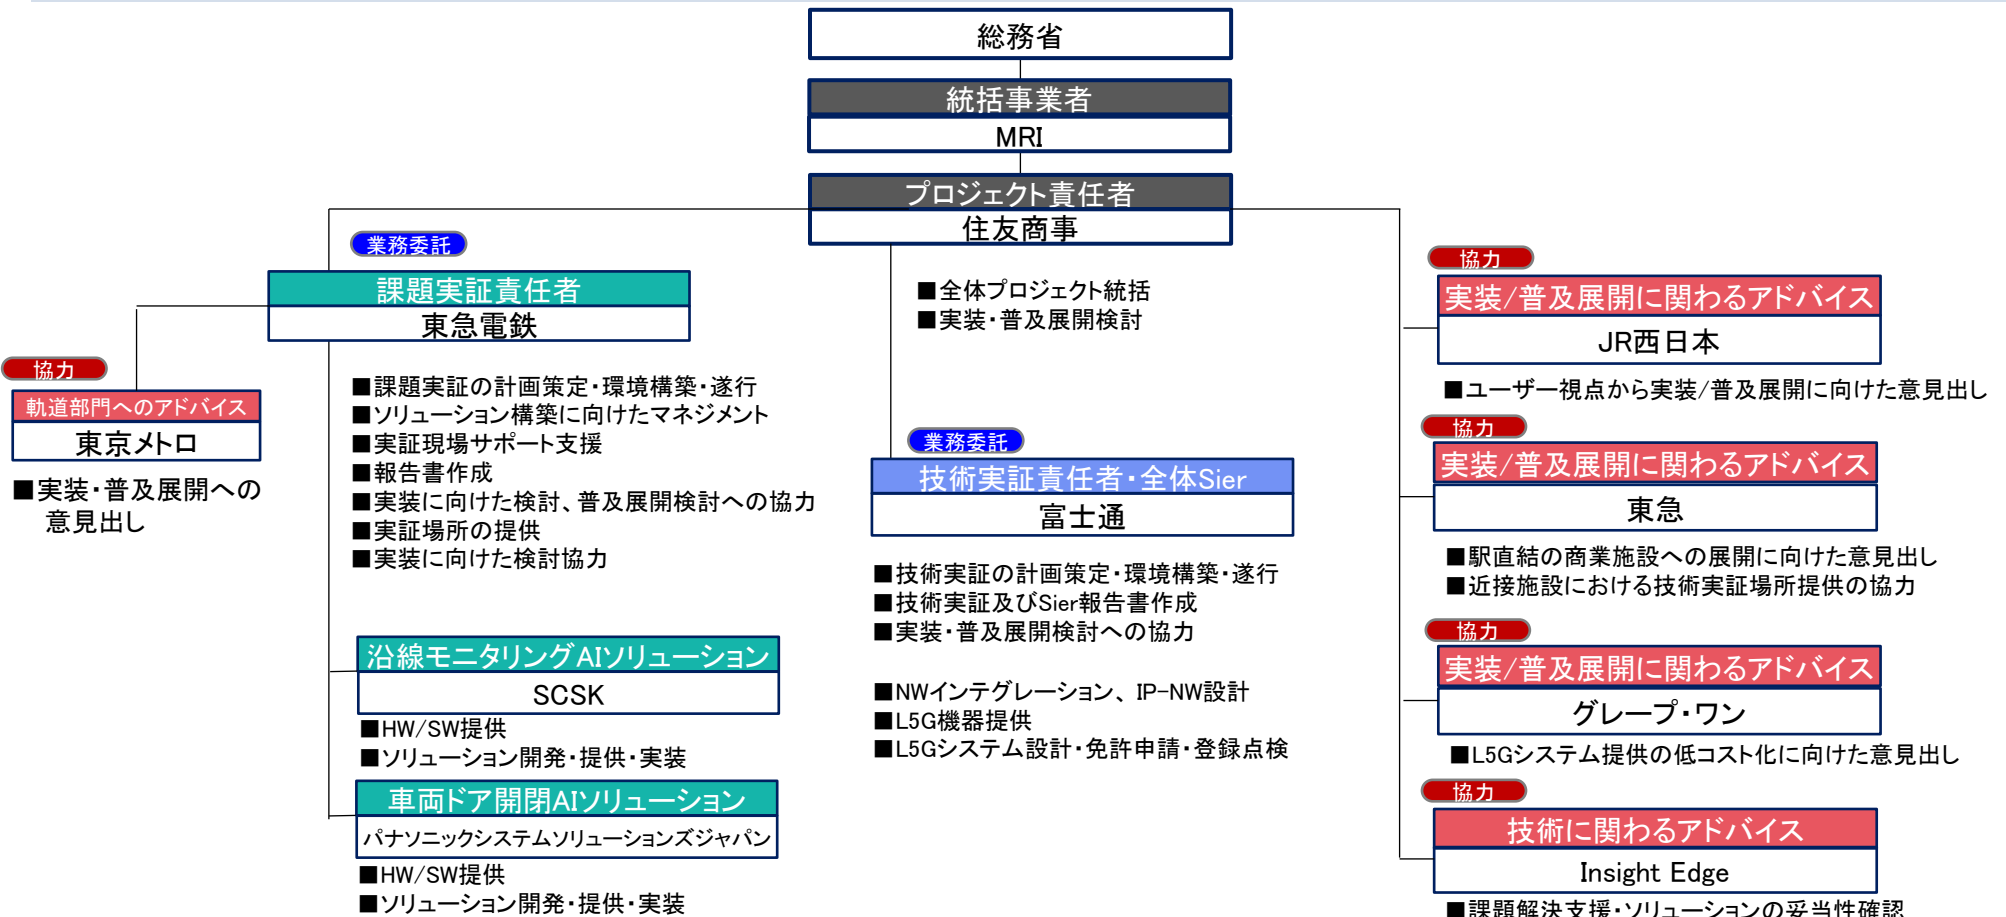 総務省
統括事業者
MRI
プロジェクト責任者
住友商事
■全体プロジェクト統括
■実装・普及展開検討
業務委託
課題実証責任者
東急電鉄
■課題実証の計画策定・環境構築・遂行
■ソリューション構築に向けたマネジメント
■実証現場サポート支援
■報告書作成
■実装に向けた検討、普及展開検討への協力
■実証場所の提供
■実装に向けた検討協力
協力
軌道部門へのアドバイス
東京メトロ
■実装・普及展開への
意見出し
沿線モニタリングAIソリューション
SCSK
■HW/SW提供
■ソリューション開発・提供・実装
車両ドア開閉AIソリューション
パナソニックシステムソリューションズジャパン
■HW/SW提供
■ソリューション開発・提供・実装
業務委託
技術実証責任者・全体Sier
富士通
■技術実証の計画策定・環境構築・遂行
■技術実証及びSier報告書作成
■実装・普及展開検討への協力
■NWインテグレーション、IP-NW設計
■L5G機器提供
■L5Gシステム設計・免許申請・登録点検
協力
実装/普及展開に関わるアドバイス
JR西日本
■ユーザー視点から実装/普及展開に向けた意見出し
協力
実装/普及展開に関わるアドバイス
東急
■駅直結の商業施設への展開に向けた意見出し
■近接施設における技術実証場所提供の協力
協力
実装/普及展開に関わるアドバイス
グレープ・ワン
■L5Gシステム提供の低コスト化に向けた意見出し
協力
技術に関わるアドバイス
Insight Edge
■課題解決支援・ソリューションの妥当性確認